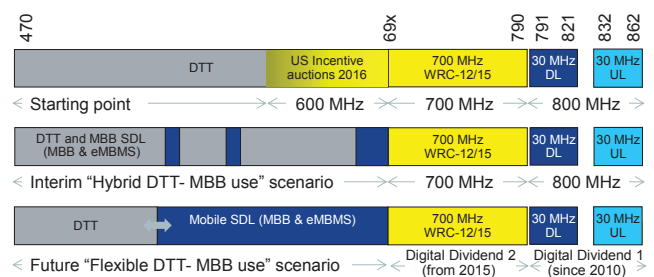 470 69x 790 791 821 832 862
DTT
US Incentive
auctions 2016
700 MHz
WRC-12/15
30 MHz
DL
30 MHz
UL
Starting point 600 MHz 700 MHz 800 MHz
DTT and MBB SDL
(MBB & eMBMS)
700 MHz
WRC-12/15
30 MHz
DL
30 MHz
UL
Interim “Hybrid DTT- MBB use” scenario 700 MHz 800 MHz
DTT
Mobile SDL (MBB & eMBMS)
700 MHz
WRC-12/15
30 MHz
DL
30 MHz
UL
Future “Flexible DTT- MBB use” scenario
Digital Dividend 2
(from 2015)
Digital Dividend 1
(since 2010)